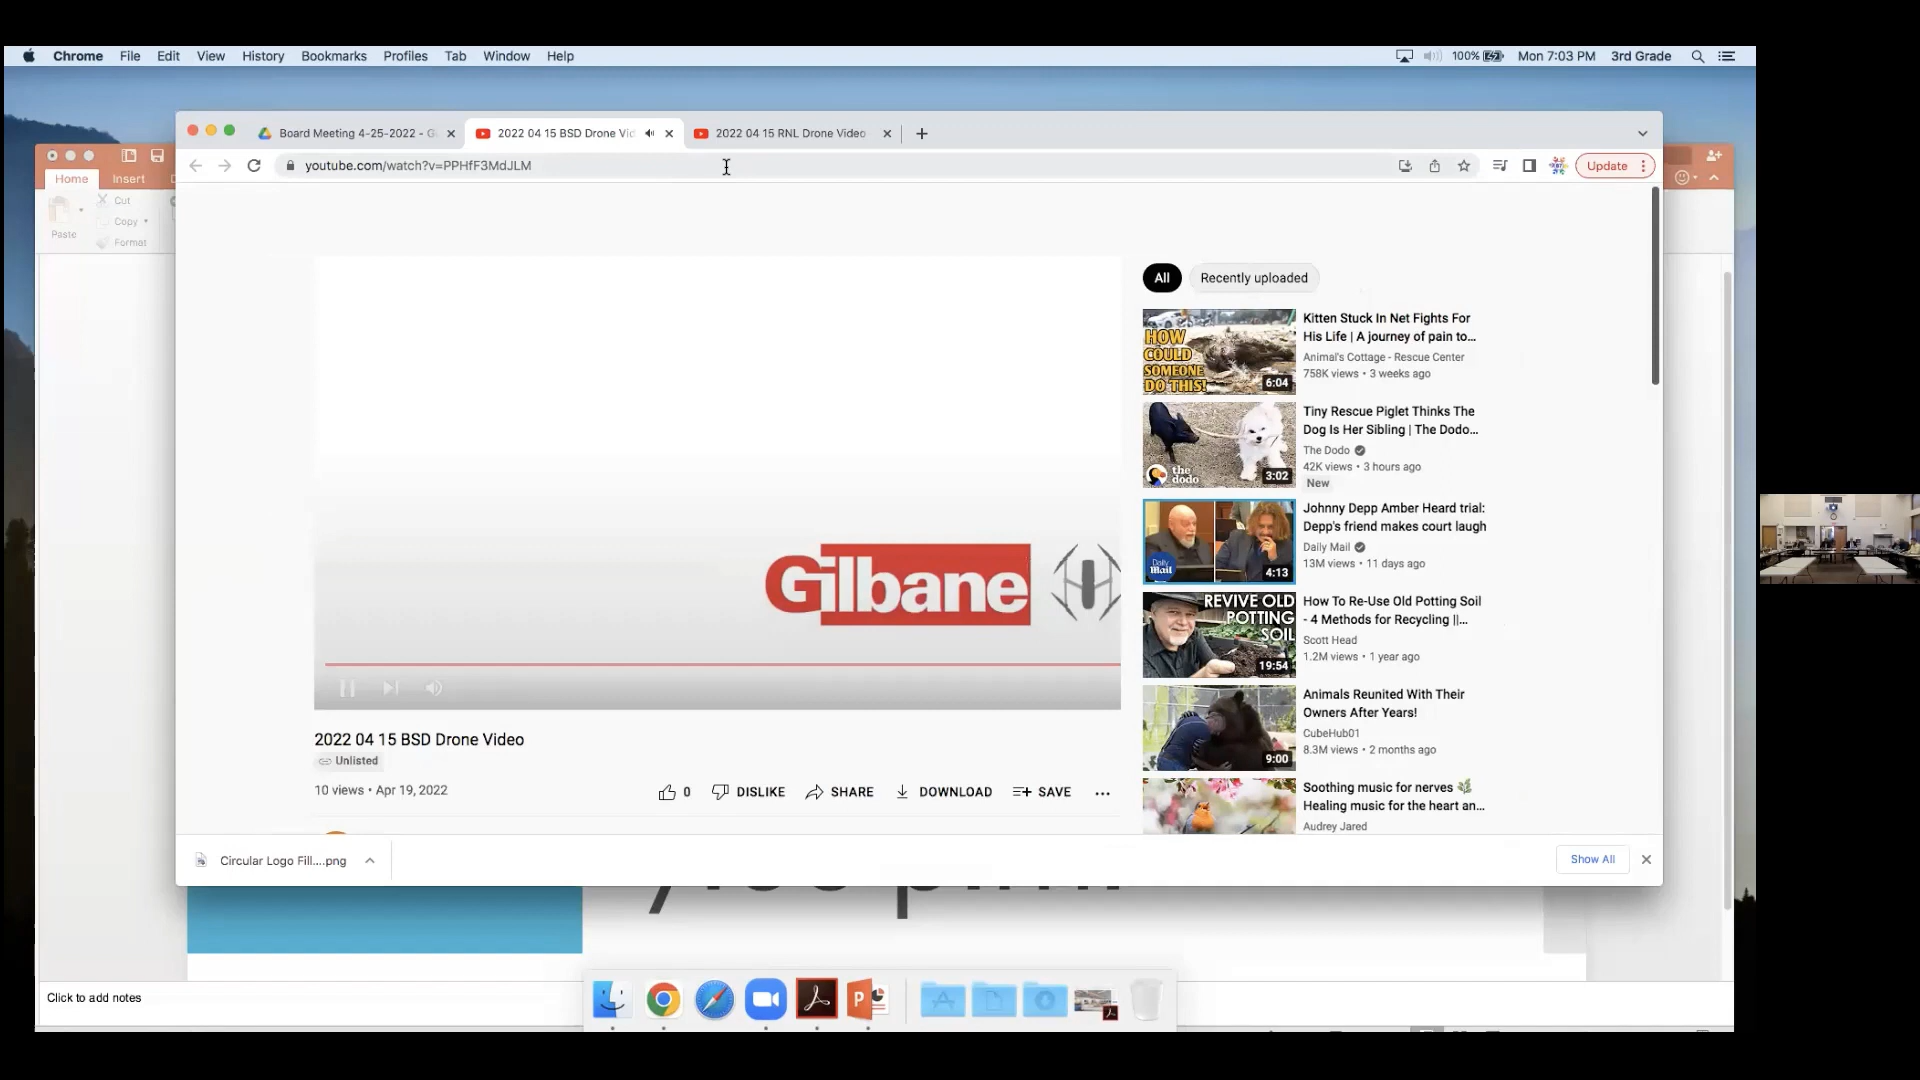 Chrome File Edit View History Bookmarks Profiles Tab Window Help
100% Mon 7:03 PM 3rd Grade
Board Meeting 4-25-2022 - G
2022 04 15 BSD Drone Vid
2022 04 15 RNL Drone Video
Home Insert
youtube.com/watch?v=PPHfF3MdJLM
Update
Cut
Copy
Format
Paste
All
Recently uploaded
HOW
COULD
SOMEONE
DO THIS!
6:04
Kitten Stuck In Net Fights For
His Life | A journey of pain to...
Animal's Cottage - Rescue Center
758K views • 3 weeks ago
the
dodo
3:02
Tiny Rescue Piglet Thinks The
Dog Is Her Sibling | The Dodo...
The Dodo
42K views • 3 hours ago
New
Daily
Mail
4:13
Johnny Depp Amber Heard trial:
Depp's friend makes court laugh
Daily Mail
13M views • 11 days ago
REVIVE OLD
POTTING
SOIL
19:54
How To Re-Use Old Potting Soil
- 4 Methods for Recycling ||...
Scott Head
1.2M views • 1 year ago
9:00
Animals Reunited With Their
Owners After Years!
CubeHub01
8.3M views • 2 months ago
Soothing music for nerves
Healing music for the heart an...
Audrey Jared
Gilbane
2022 04 15 BSD Drone Video
Unlisted
10 views • Apr 19, 2022
0 DISLIKE SHARE DOWNLOAD SAVE
Circular Logo Fill....png
Show All
Click to add notes